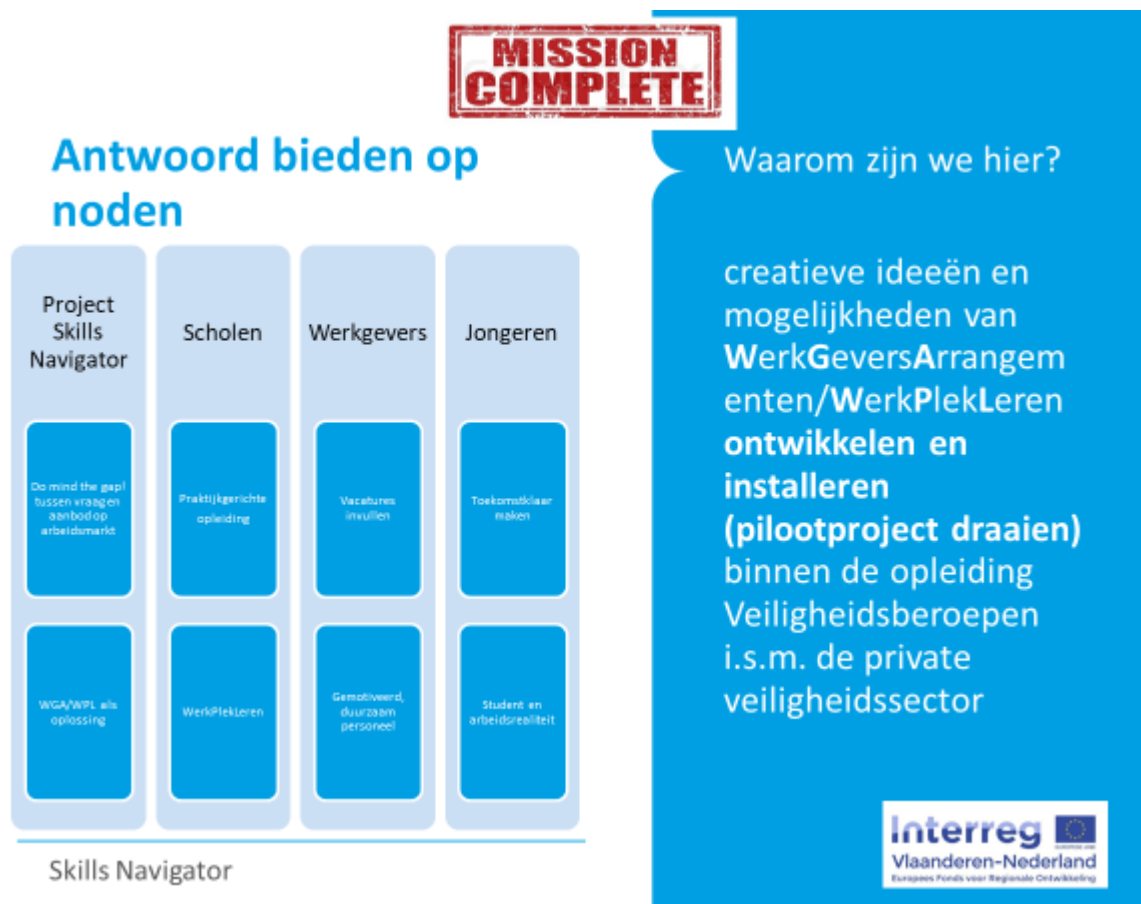 MISSION
COMPLETE
Antwoord bieden op
noden
Project
Skills
Navigator
Do mind the gap!
tussen vraag en
aanbod op
arbeidsmarkt
WGA/WPL als
oplossing
Scholen
Praktijkgerichte
opleiding
WerkPlekLeren
Werkgevers
Vacatures
invullen
Gemotiveerd,
duurzaam
personeel
Jongeren
Toekomstklaar
maken
Student en
arbeidsrealiteit
Skills Navigator
Waarom zijn we hier?
creatieve ideeën en
mogelijkheden van
WerkGeversArrangem
enten/WerkPlekLeren
ontwikkelen en
installeren
(pilootproject draaien)
binnen de opleiding
Veiligheidsberoepen
i.s.m. de private
veiligheidssector
Interreg
EUROPESE UNIE
Vlaanderen-Nederland
Europees Fonds voor Regionale Ontwikkeling